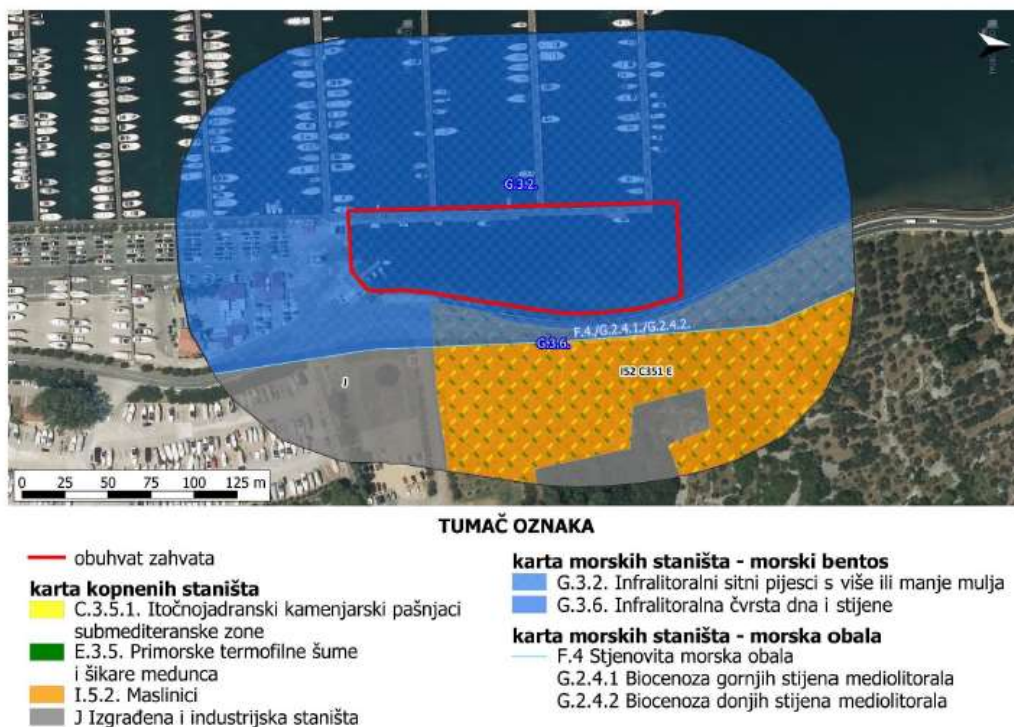 G.3.2.
F.4./G.2.4.1./G.2.4.2.
G.3.6.
J
I52 C351 E
0 25 50 75 100 125 m
TUMAČ OZNAKA
obuhvat zahvata
karta kopnenih staništa
C.3.5.1. Itočnojadranski kamenjarski pašnjaci
submediteranske zone
E.3.5. Primorske termofilne šume
i šikare medunca
I.5.2. Maslinici
J Izgrađena i industrijska staništa
karta morskih staništa - morski bentos
G.3.2. Infralitoralni sitni pijesci s više ili manje mulja
G.3.6. Infralitoralna čvrsta dna i stijene
karta morskih staništa - morska obala
F.4 Stjenovita morska obala
G.2.4.1 Biocenoza gornjih stijena mediolitorala
G.2.4.2 Biocenoza donjih stijena mediolitorala